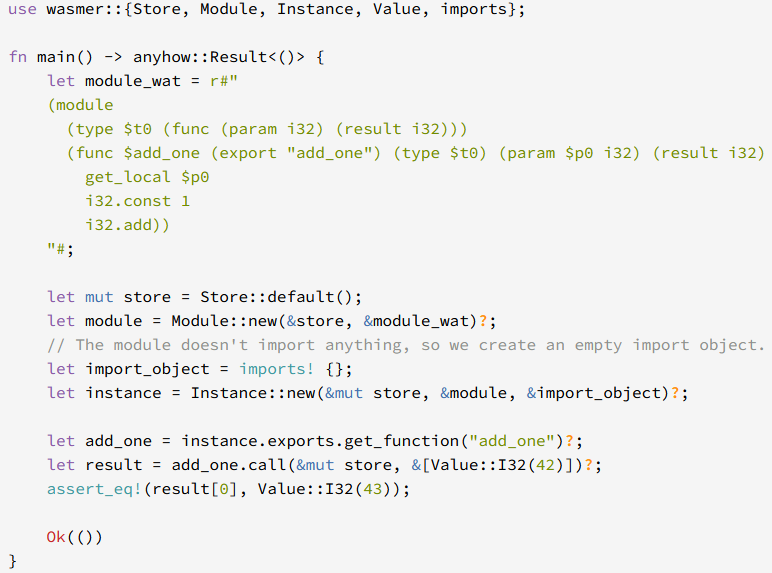 use wasmer::{Store, Module, Instance, Value, imports};

fn main() -> anyhow::Result<()> {
    let module_wat = r#"
    (module
      (type $t0 (func (param i32) (result i32)))
      (func $add_one (export "add_one") (type $t0) (param $p0 i32) (result i32)
        get_local $p0
        i32.const 1
        i32.add))
    "#;

    let mut store = Store::default();
    let module = Module::new(&store, &module_wat)?;
    // The module doesn't import anything, so we create an empty import object.
    let import_object = imports! {};
    let instance = Instance::new(&mut store, &module, &import_object)?;

    let add_one = instance.exports.get_function("add_one")?;
    let result = add_one.call(&mut store, &[Value::I32(42)])?;
    assert_eq!(result[0], Value::I32(43));

    Ok(())
}